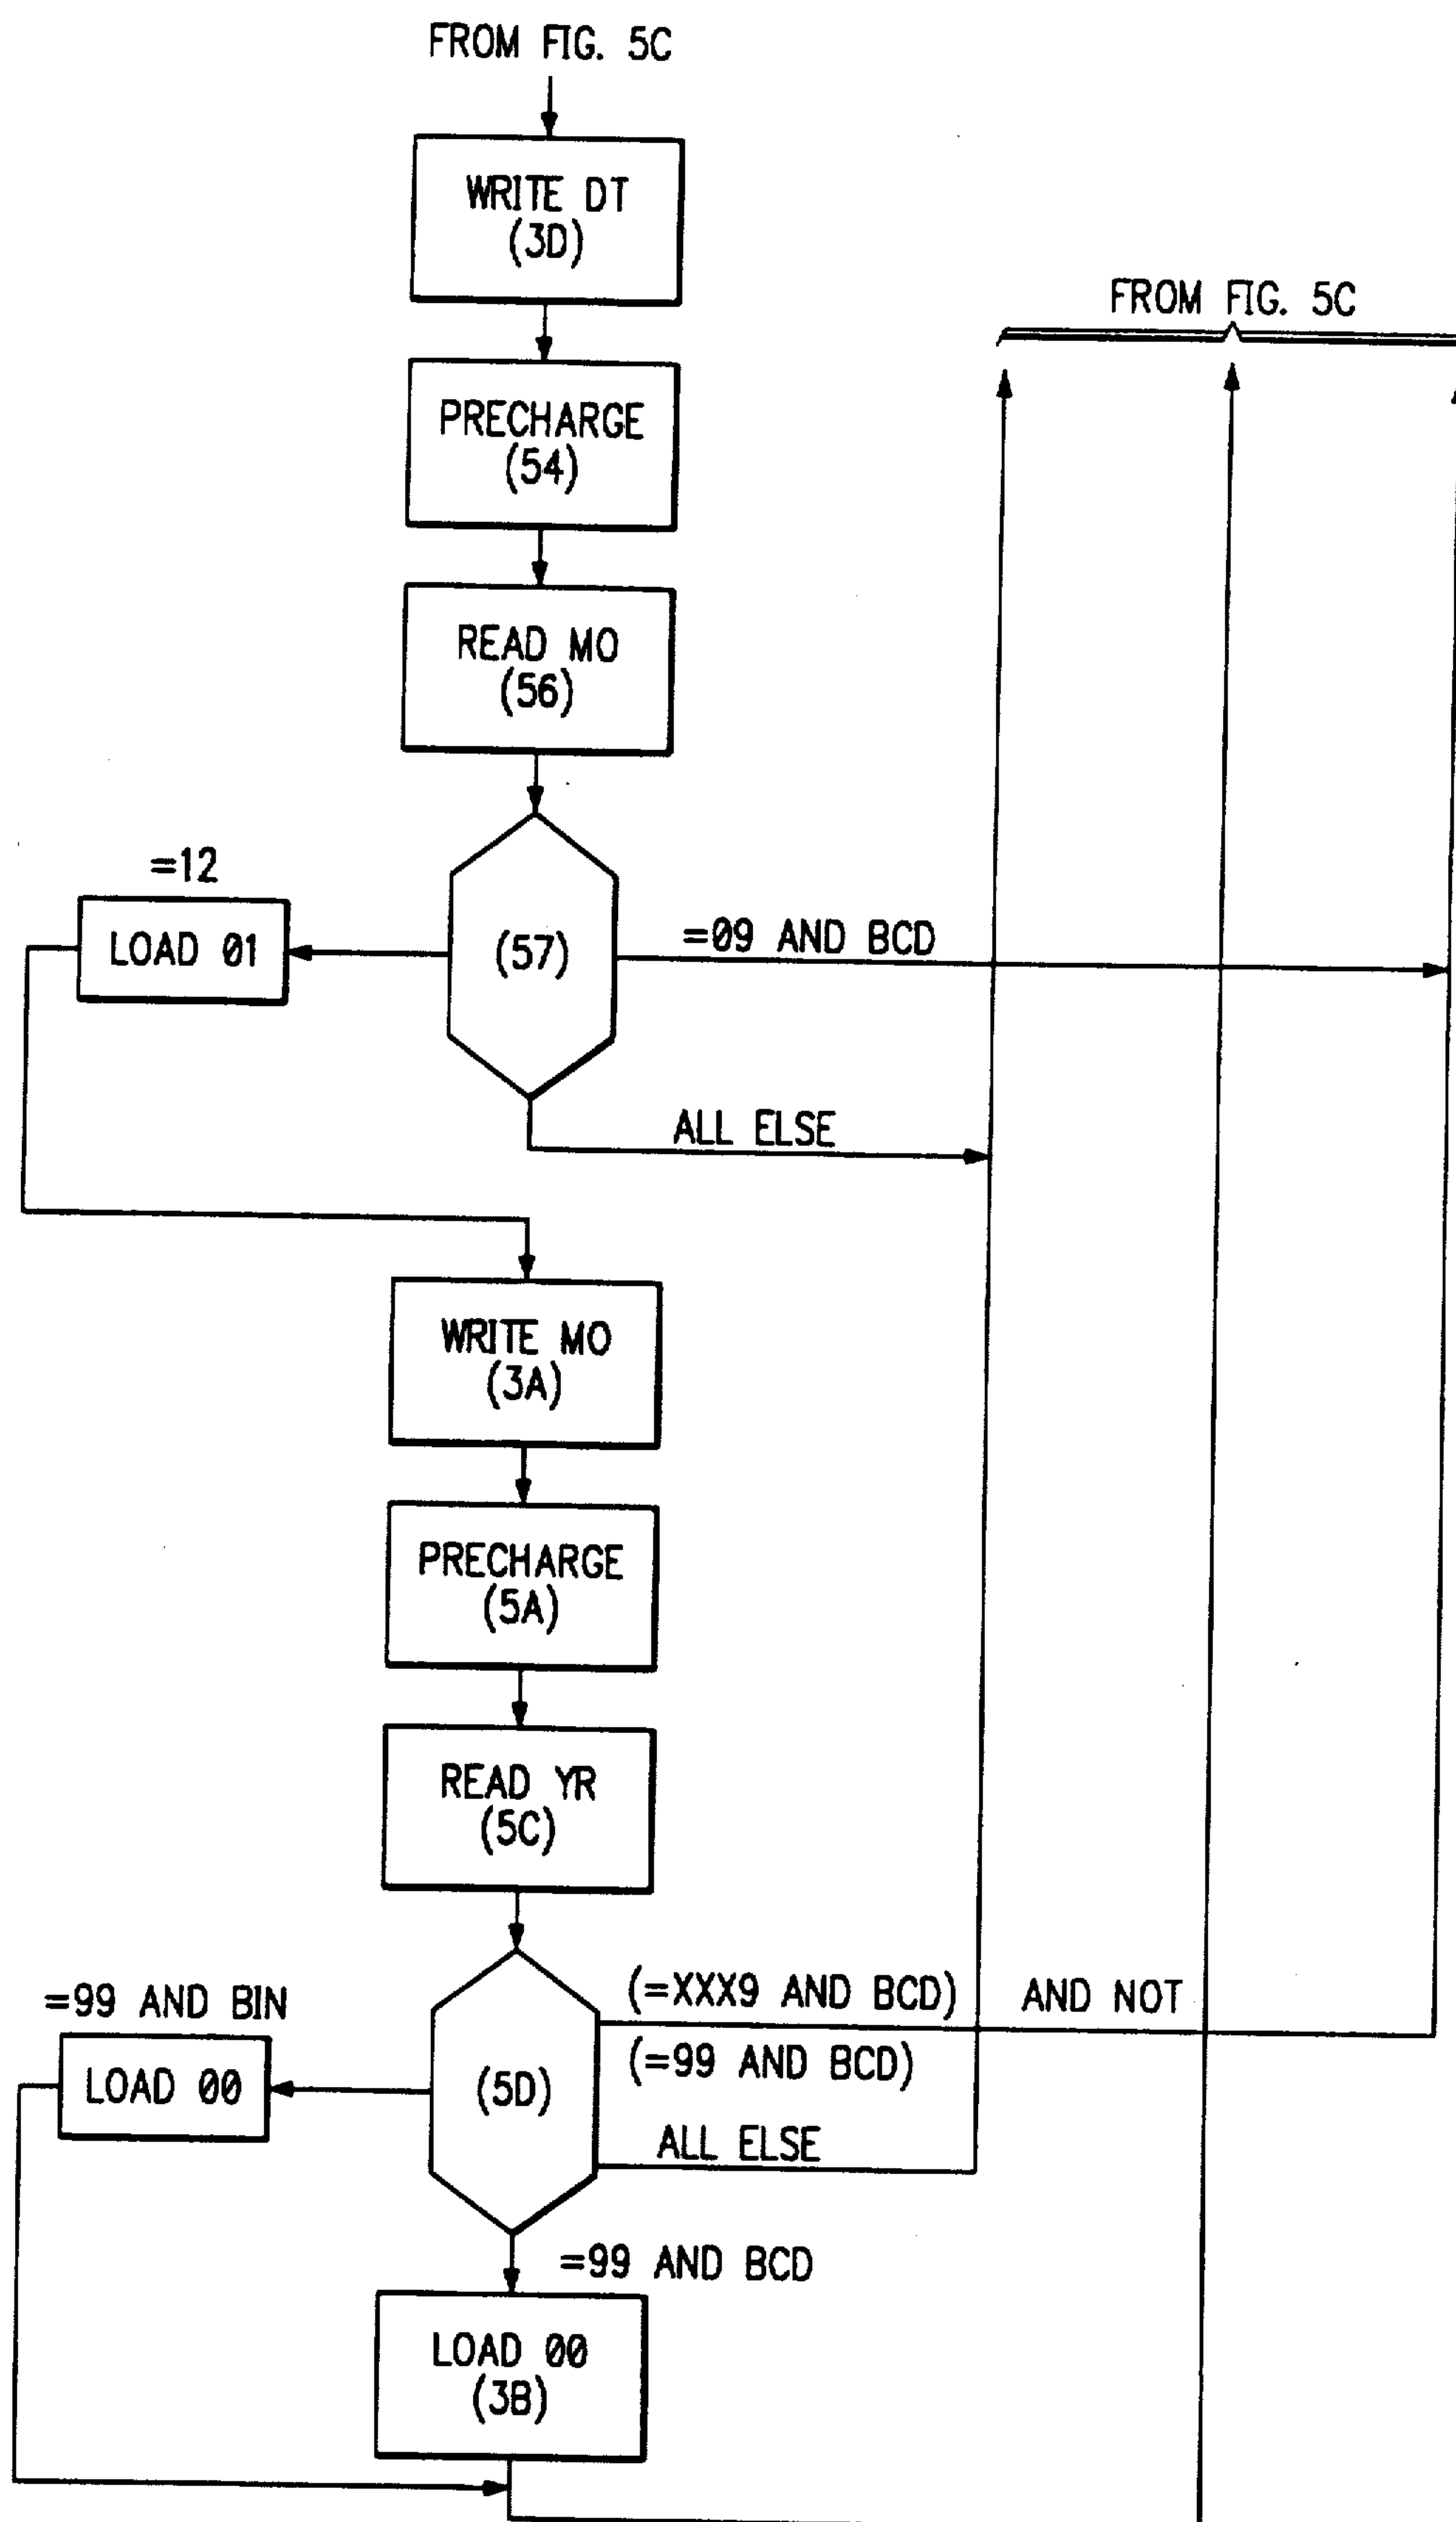 FROM FIG. 5C
WRITE DT
(3D)
FROM FIG. 5C
PRECHARGE
(54)
READ MO
(56)
=12
LOAD 01
(57)
=09 AND BCD
ALL ELSE
WRITE MO
(3A)
PRECHARGE
(5A)
READ YR
(5C)
=99 AND BIN
LOAD 00
(5D)
(=XXX9 AND BCD) AND NOT
(=99 AND BCD)
ALL ELSE
=99 AND BCD
LOAD 00
(3B)